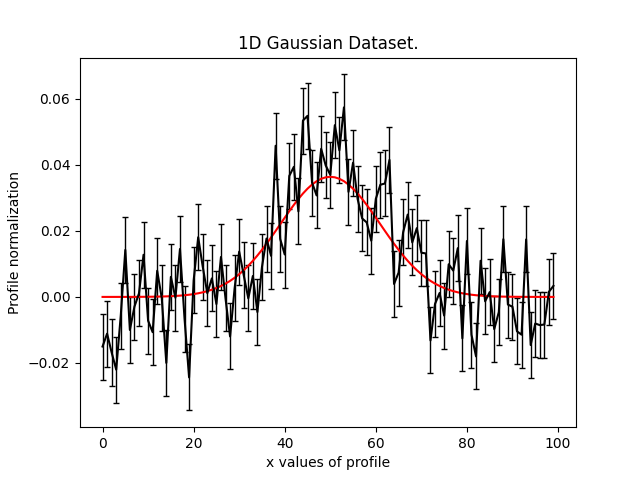 1D Gaussian Dataset.
Profile normalization
0.06
0.04
0.02
0.00
−0.02
0 20 40 60 80 100
x values of profile